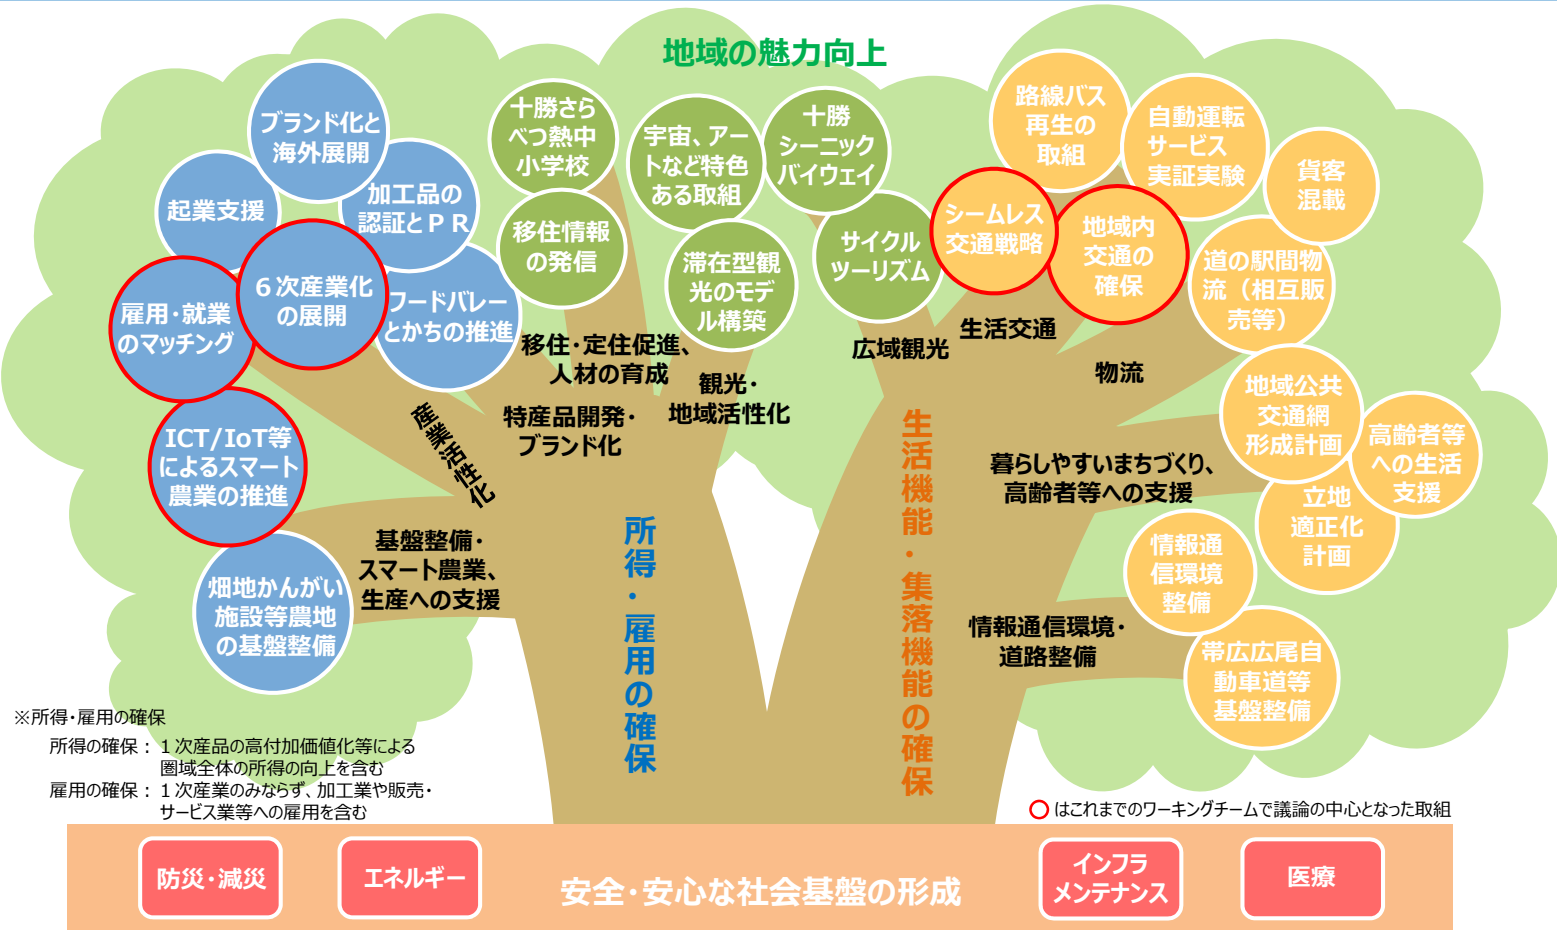 地域の魅力向上
ブランド化と
海外展開
起業支援
加工品の
認証とＰＲ
雇用・就業
のマッチング
６次産業化
の展開
フードバレー
とかちの推進
ICT/IoT等
によるスマート
農業の推進
畑地かんがい
施設等農地
の基盤整備
十勝さら
べつ熱中
小学校
移住情報
の発信
宇宙、アー
トなど特色
ある取組
滞在型観
光のモデ
ル構築
十勝
シーニック
バイウェイ
サイクル
ツーリズム
路線バス
再生の
取組
自動運転
サービス
実証実験
貨客
混載
シームレス
交通戦略
地域内
交通の
確保
道の駅間物
流（相互販
売等）
地域公共
交通網
形成計画
高齢者等
への生活
支援
立地
適正化
計画
情報通
信環境
整備
帯広広尾自
動車道等
基盤整備
移住・定住促進、
人材の育成
特産品開発・
ブランド化
観光・
地域活性化
産業活性化
基盤整備・
スマート農業、
生産への支援
広域観光
生活交通
物流
暮らしやすいまちづくり、
高齢者等への支援
情報通信環境・
道路整備
所得・雇用の確保
生活機能・集落機能の確保
※所得・雇用の確保
所得の確保：１次産品の高付加価値化等による
圏域全体の所得の向上を含む
雇用の確保：１次産業のみならず、加工業や販売・
サービス業等への雇用を含む
はこれまでのワーキングチームで議論の中心となった取組
防災・減災
エネルギー
安全・安心な社会基盤の形成
インフラ
メンテナンス
医療